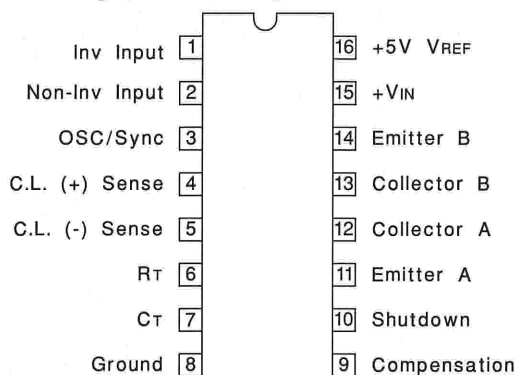 Inv Input 1 16 +5V VREF
Non-Inv Input 2 15 +VIN
OSC/Sync 3 14 Emitter B
C.L. (+) Sense 4 13 Collector B
C.L. (-) Sense 5 12 Collector A
RT 6 11 Emitter A
CT 7 10 Shutdown
Ground 8 9 Compensation